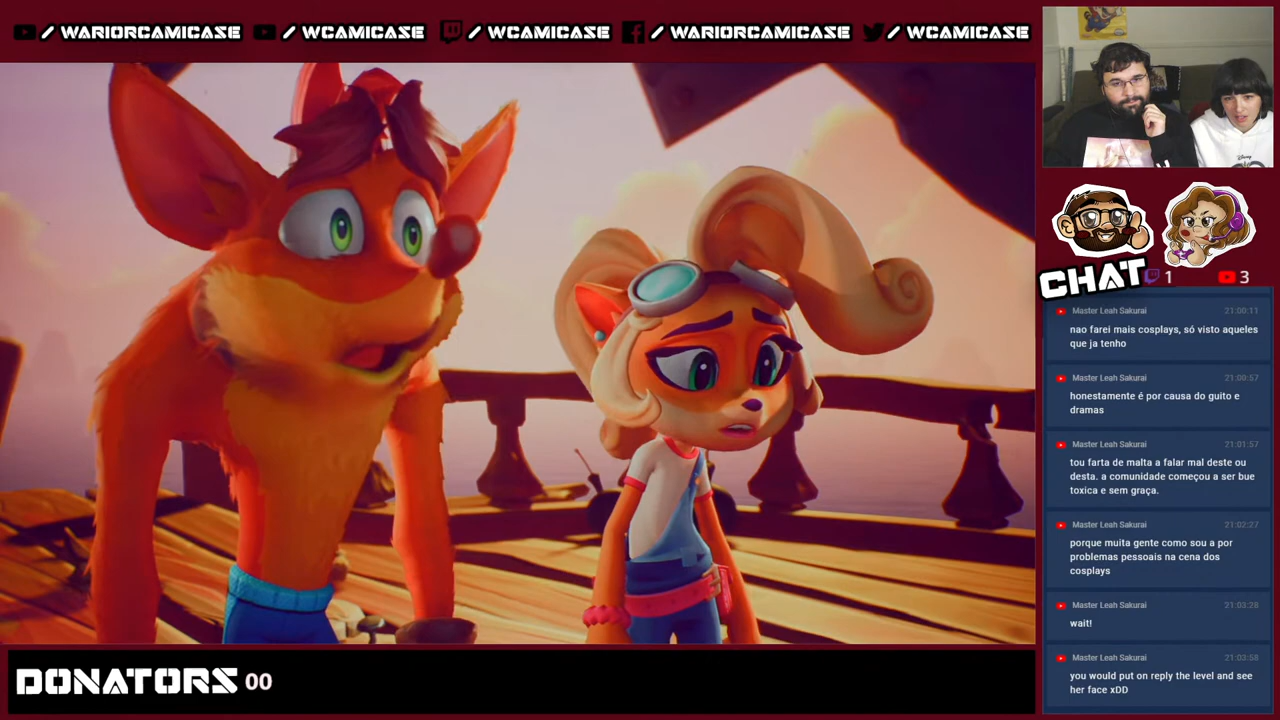 / WARIORCAMICASE / WCAMICASE / WCAMICASE / WARIORCAMICASE / WCAMICASE
CHAT 1 3
Master Leah Sakurai 21:00:11
nao farei mais cosplays, só visto aqueles
que ja tenho
Master Leah Sakurai 21:00:57
honestamente é por causa do guito e
dramas
Master Leah Sakurai 21:01:57
tou farta de malta a falar mal deste ou
desta. a comunidade começou a ser bue
toxica e sem graça.
Master Leah Sakurai 21:02:27
porque muita gente como sou a por
problemas pessoais na cena dos
cosplays
Master Leah Sakurai 21:03:28
wait!
Master Leah Sakurai 21:03:58
you would put on reply the level and see
her face xDD
DONATORS 00